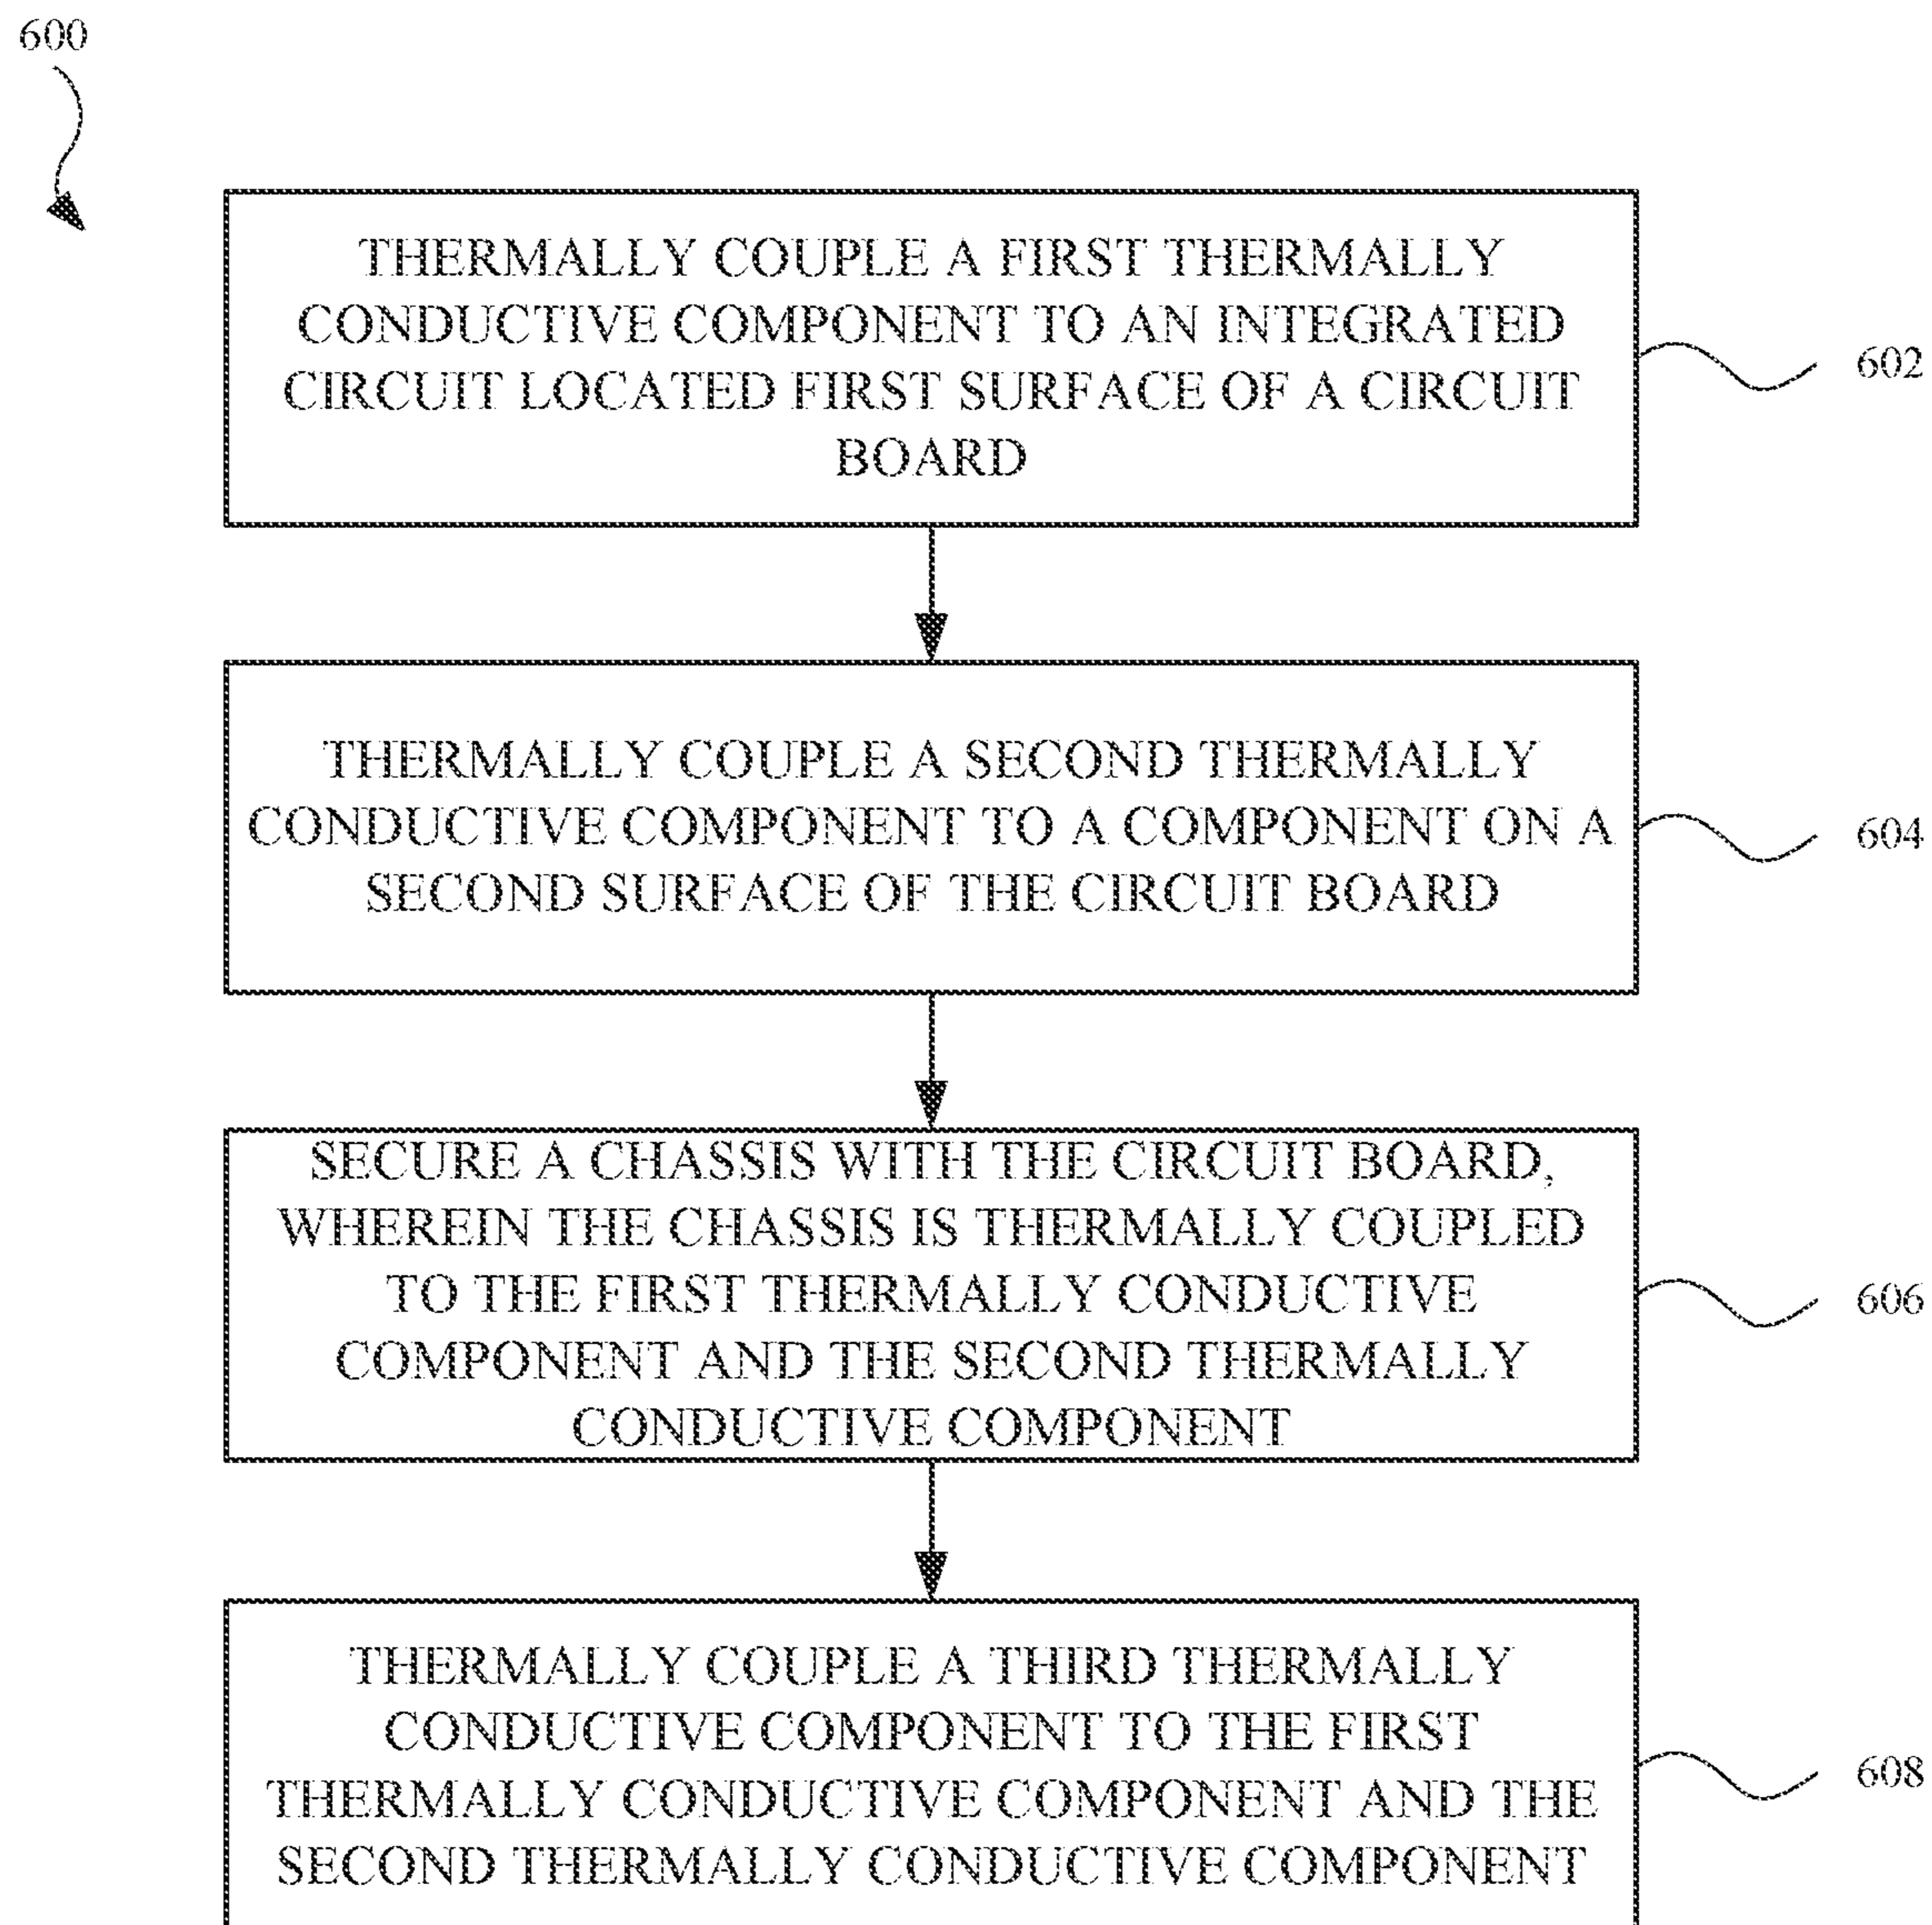 600
THERMALLY COUPLE A FIRST THERMALLY
CONDUCTIVE COMPONENT TO AN INTEGRATED
CIRCUIT LOCATED FIRST SURFACE OF A CIRCUIT
BOARD
602
THERMALLY COUPLE A SECOND THERMALLY
CONDUCTIVE COMPONENT TO A COMPONENT ON A
SECOND SURFACE OF THE CIRCUIT BOARD
604
SECURE A CHASSIS WITH THE CIRCUIT BOARD,
WHEREIN THE CHASSIS IS THERMALLY COUPLED
TO THE FIRST THERMALLY CONDUCTIVE
COMPONENT AND THE SECOND THERMALLY
CONDUCTIVE COMPONENT
606
THERMALLY COUPLE A THIRD THERMALLY
CONDUCTIVE COMPONENT TO THE FIRST
THERMALLY CONDUCTIVE COMPONENT AND THE
SECOND THERMALLY CONDUCTIVE COMPONENT
608